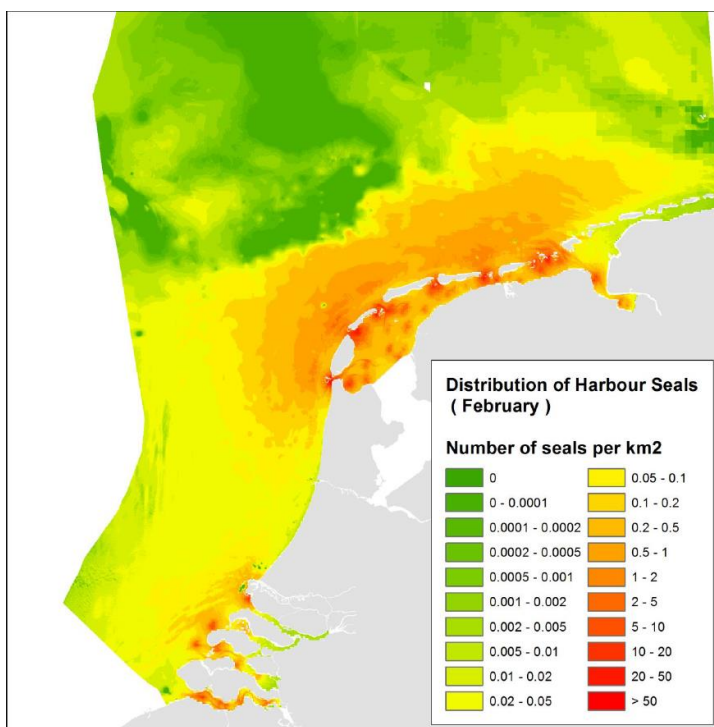 Distribution of Harbour Seals
( February )
Number of seals per km2
0
0 - 0.0001
0.0001 - 0.0002
0.0002 - 0.0005
0.0005 - 0.001
0.001 - 0.002
0.002 - 0.005
0.005 - 0.01
0.01 - 0.02
0.02 - 0.05
0.05 - 0.1
0.1 - 0.2
0.2 - 0.5
0.5 - 1
1 - 2
2 - 5
5 - 10
10 - 20
20 - 50
> 50